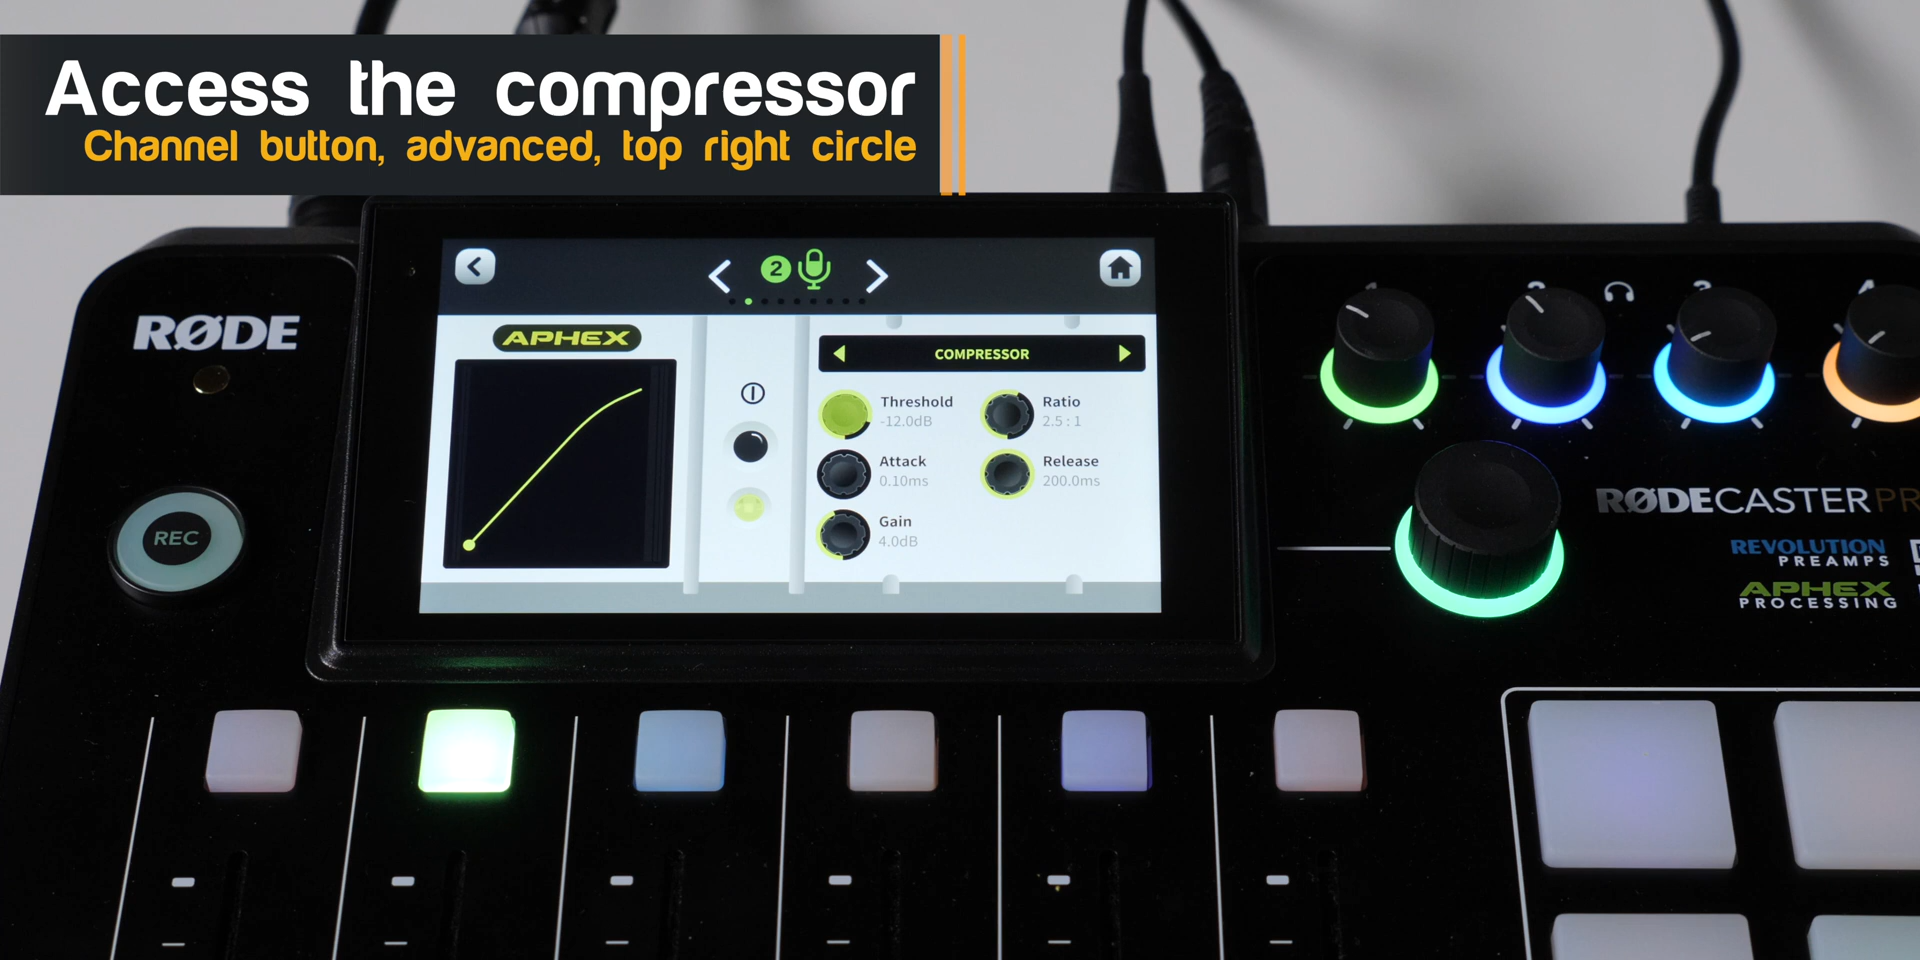 Access the compressor
Channel button, advanced, top right circle
2
APHEX
COMPRESSOR
Threshold
-12.0dB
Ratio
2.5 : 1
Attack
0.10ms
Release
200.0ms
Gain
4.0dB
RØDE
REC
RØDECASTER PR
REVOLUTION
PREAMPS
APHEX
PROCESSING